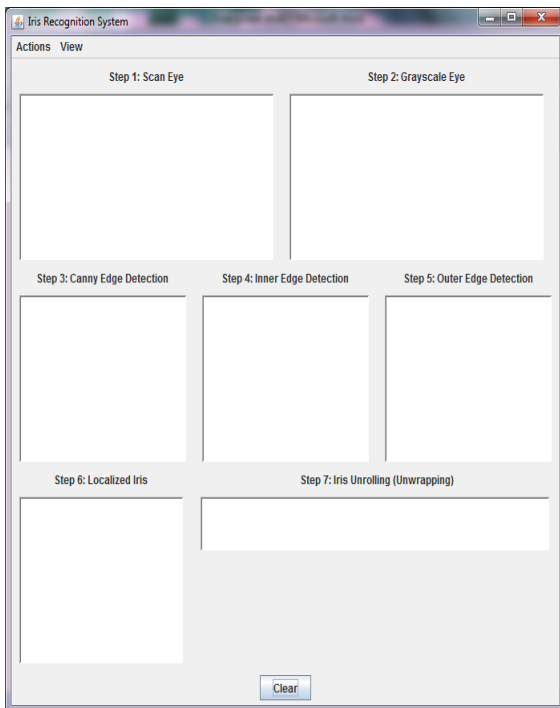 Iris Recognition System
Actions View
Step 1: Scan Eye
Step 2: Grayscale Eye
Step 3: Canny Edge Detection
Step 4: Inner Edge Detection
Step 5: Outer Edge Detection
Step 6: Localized Iris
Step 7: Iris Unrolling (Unwrapping)
Clear